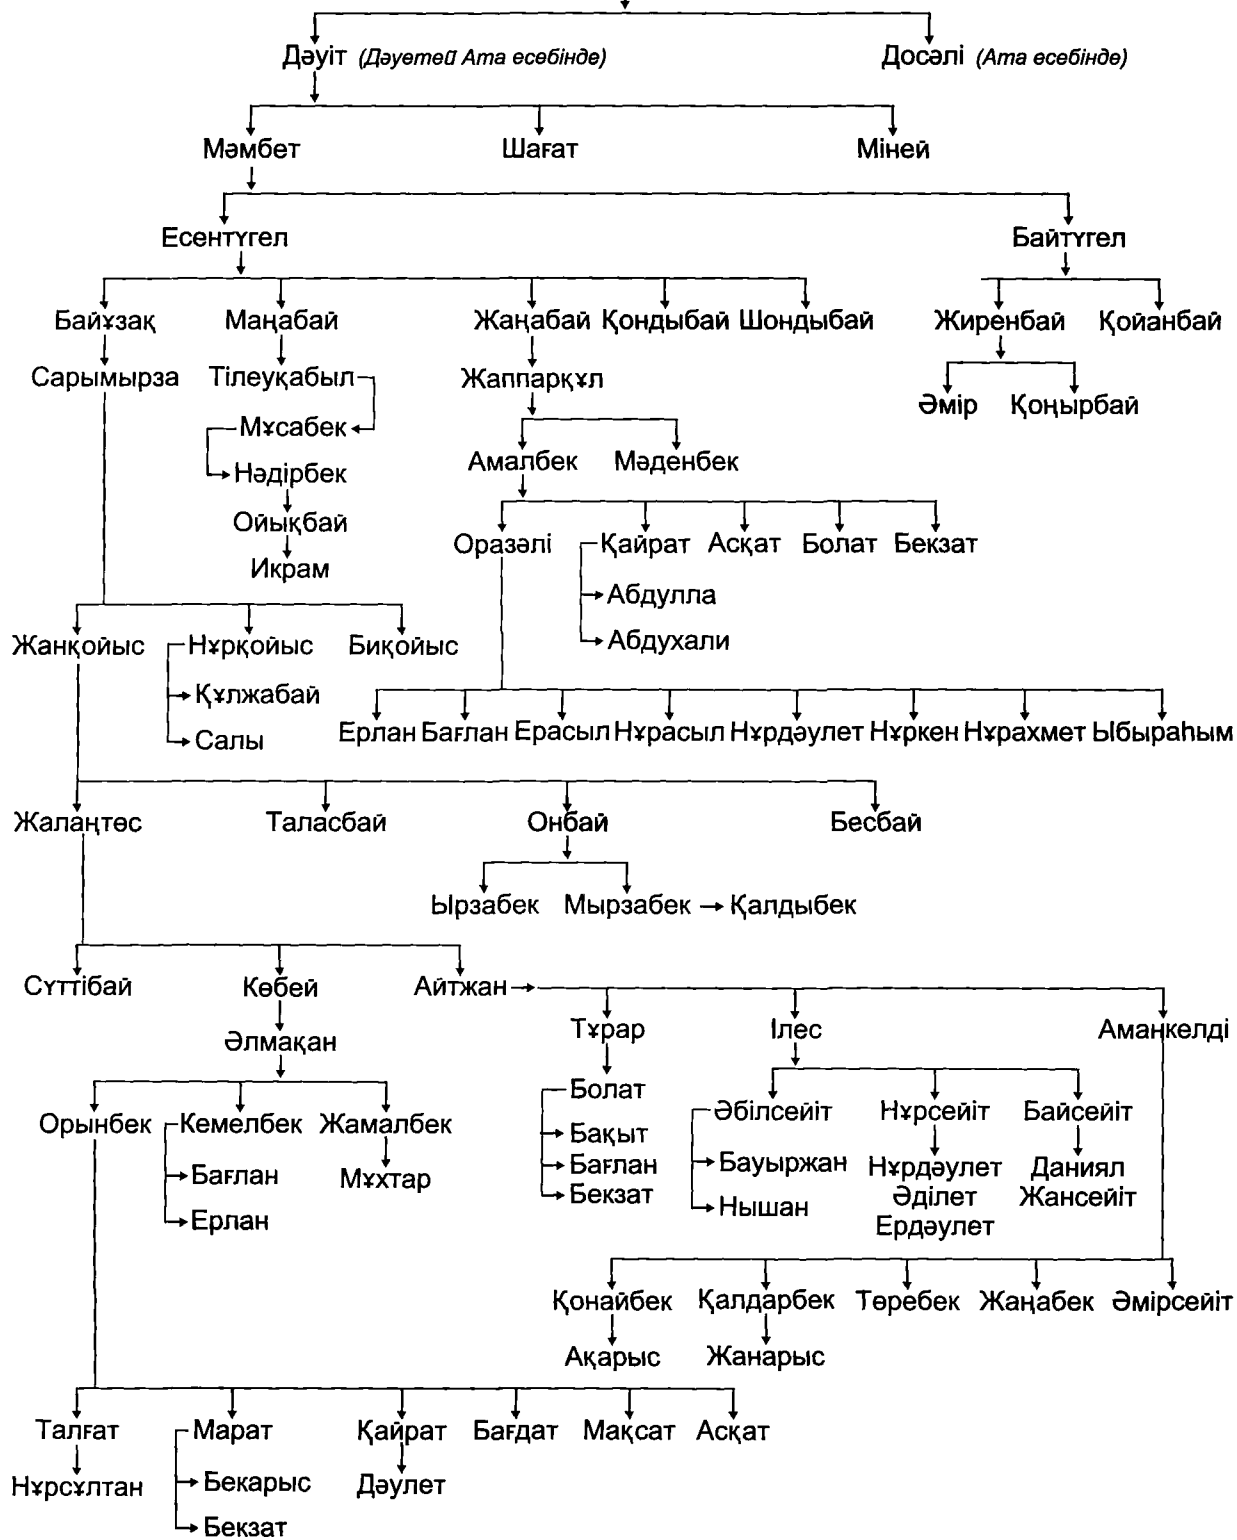 Дәуіт (Дәуетей Ата есебінде) Досәлі (Ата есебінде)
Мәмбет Шағат Міней
Есентүгел Байтүгел
Байұзақ Маңабай Жаңабай Қондыбай Шондыбай Жиренбай Қойанбай
Сарымырза Тілеуқабыл Жаппарқұл
Әмір Қоңырбай
Мұсабек
Амалбек Мәденбек
Нәдірбек
Ойықбай
Оразәлі Қайрат Асқат Болат Бекзат
Икрам
Абдулла
Абдухали
Жанқойыс Нұрқойыс Биқойыс
Құлжабай
Салы
Ерлан Бағлан Ерасыл Нұрасыл Нұрдәулет Нұркен Нұрахмет Ыбыраһым
Жалаңтөс Таласбай Онбай Бесбай
Ырзабек Мырзабек Қалдыбек
Сүттібай Көбей Айтжан
Тұрар Ілес Аманкелді
Әлмақан
Болат
Орынбек Кемелбек Жамалбек
Әбілсейіт Нұрсейіт Байсейіт
Бақыт
Бағлан Мұхтар
Бағлан Бауыржан Нұрдәулет Даниял
Бекзат Нышан Әділет Жансейіт
Ерлан
Ердәулет
Қонайбек Қалдарбек Төребек Жаңабек Әмірсейіт
Ақарыс Жанарыс
Талғат Марат Қайрат Бағдат Мақсат Асқат
Нұрсұлтан Бекарыс Дәулет
Бекзат